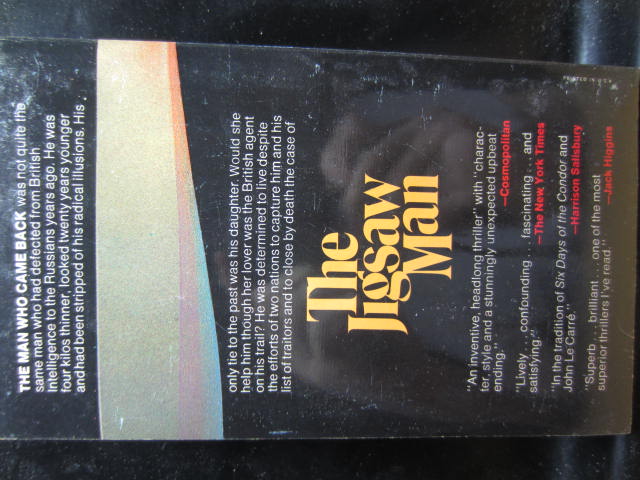 THE MAN WHO CAME BACK was not quite the
same man who had defected from British
Intelligence to the Russians years ago. He was
four kilos thinner, looked twenty years younger
and had been stripped of his radical illusions. His
only tie to the past was his daughter. Would she
help him though her lover was the British agent
on his trail? He was determined to live despite
the efforts of two nations to capture him and his
list of traitors and to close by death the case of
The
Jigsaw
Man
"An inventive, headlong thriller" with "charac-
ter, style and a stunningly unexpected upbeat
ending."
—Cosmopolitan
"Lively . . . confounding . . . fascinating . . . and
satisfying."
—The New York Times
"In the tradition of Six Days of the Condor and
John Le Carré."
—Harrison Salisbury
"Superb . . . brilliant . . . one of the most
superior thrillers I've read."
—Jack Higgins
PRINTED IN U.S.A.